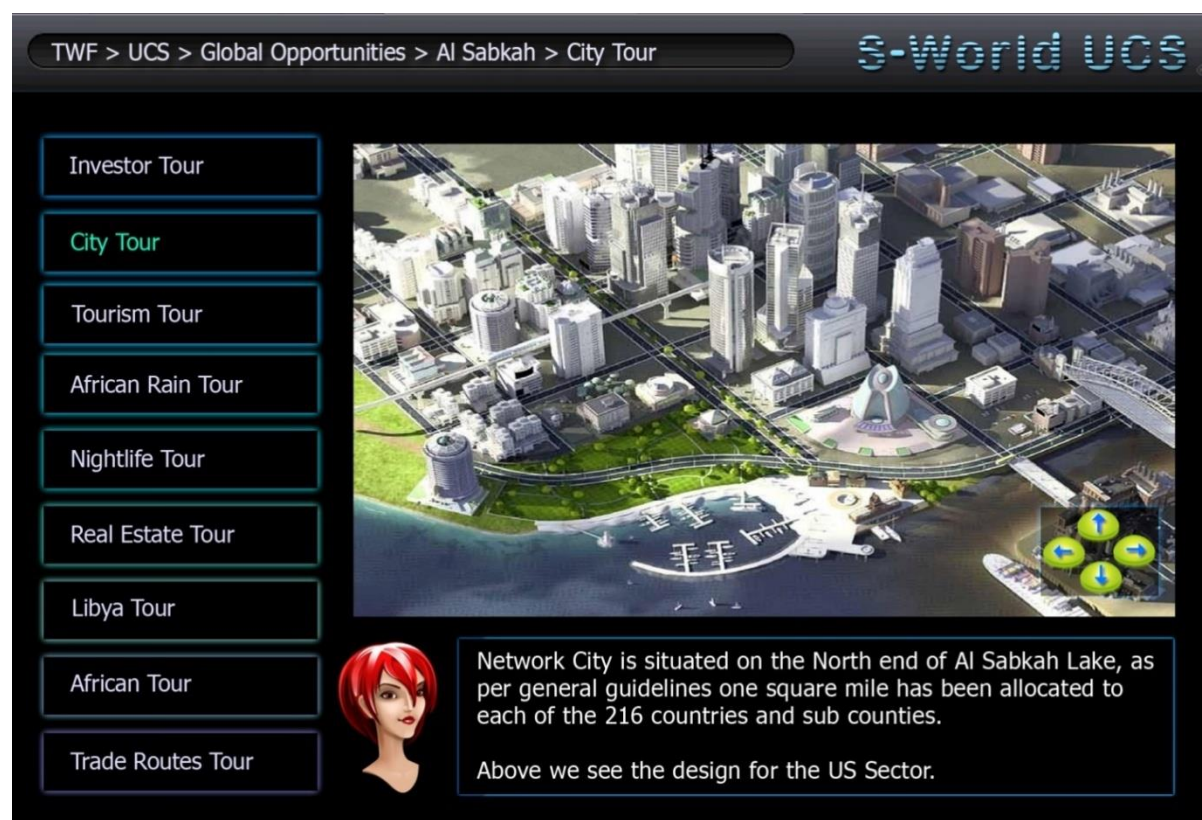 TWF > UCS > Global Opportunities > Al Sabkah > City Tour
S-World UCS
Investor Tour
City Tour
Tourism Tour
African Rain Tour
Nightlife Tour
Real Estate Tour
Libya Tour
African Tour
Trade Routes Tour
Network City is situated on the North end of Al Sabkah Lake, as
per general guidelines one square mile has been allocated to
each of the 216 countries and sub counties.
Above we see the design for the US Sector.